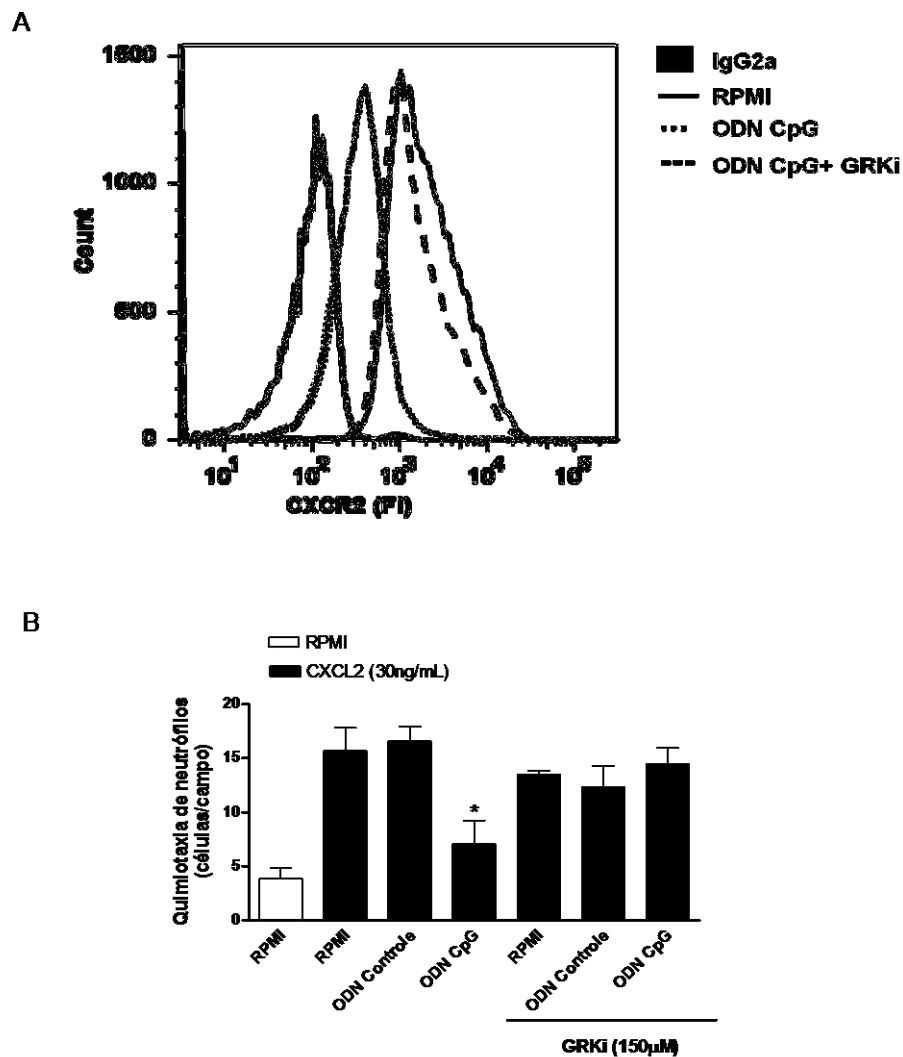 A
1500
1000
500
0
Count
10¹ 10² 10³ 10⁴ 10⁵
CXCR2 (FI)
IgG2a
RPMI
ODN CpG
ODN CpG+ GRKi
B
RPMI
CXCL2 (30ng/mL)
Quimiotaxia de neutrófilos
(células/campo)
20
15
10
5
0
*
RPMI
RPMI
ODN Controle
ODN CpG
RPMI
ODN Controle
ODN CpG
GRKi (150µM)